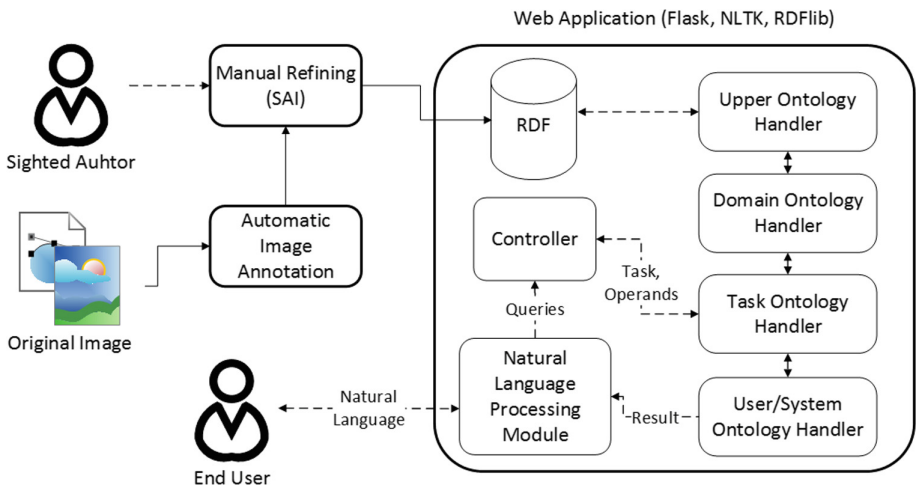 Web Application (Flask, NLTK, RDFlib)
Manual Refining
(SAI)
Sighted Auhtor
RDF
Upper Ontology
Handler
Automatic
Image
Annotation
Original Image
Controller
Domain Ontology
Handler
Task,
Operands
Queries
Task Ontology
Handler
Natural
Language
Processing
Module
Natural
Language
Result
User/System
Ontology Handler
End User